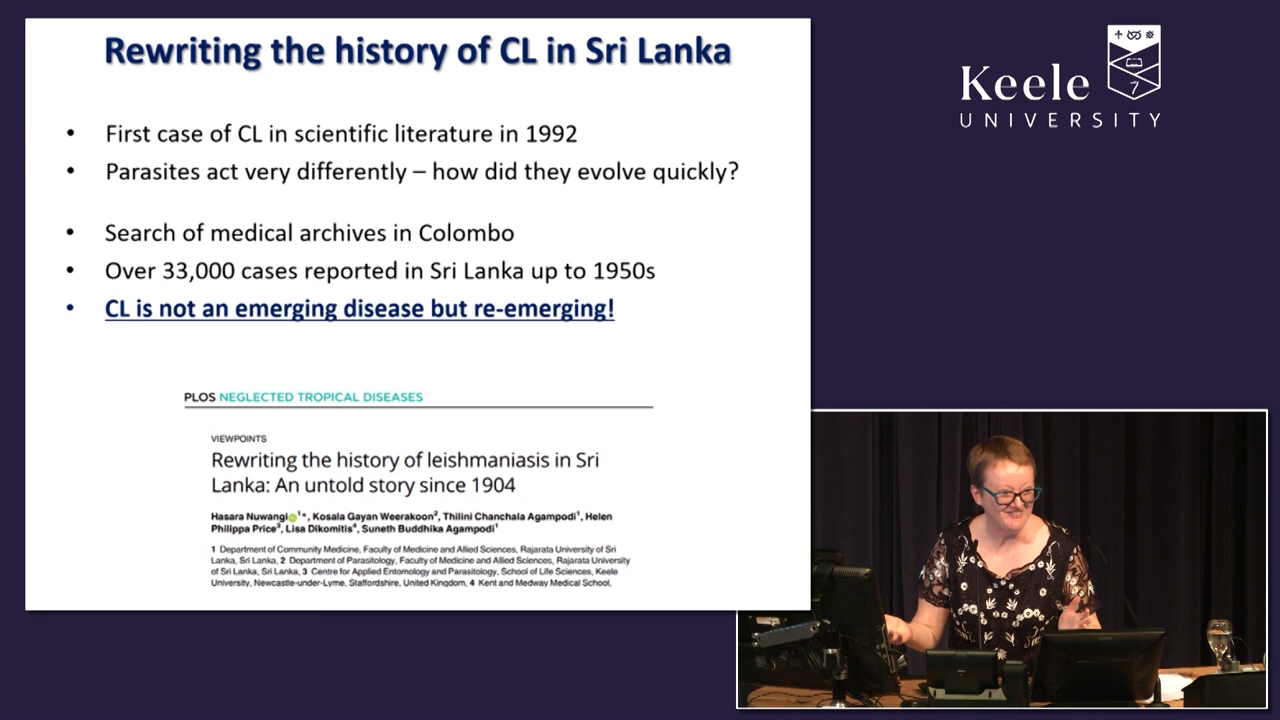 Rewriting the history of CL in Sri Lanka
• First case of CL in scientific literature in 1992
• Parasites act very differently – how did they evolve quickly?
• Search of medical archives in Colombo
• Over 33,000 cases reported in Sri Lanka up to 1950s
• CL is not an emerging disease but re-emerging!
PLOS NEGLECTED TROPICAL DISEASES
VIEWPOINTS
Rewriting the history of leishmaniasis in Sri
Lanka: An untold story since 1904
Hasara Nuwangi¹*, Kosala Gayan Weerakoon², Thilini Chanchala Agampodi¹, Helen
Philippa Price³, Lisa Dikomitis⁴, Suneth Buddhika Agampodi¹
1 Department of Community Medicine, Faculty of Medicine and Allied Sciences, Rajarata University of Sri
Lanka, Sri Lanka, 2 Department of Parasitology, Faculty of Medicine and Allied Sciences, Rajarata University
of Sri Lanka, Sri Lanka, 3 Centre for Applied Entomology and Parasitology, School of Life Sciences, Keele
University, Newcastle-under-Lyme, Staffordshire, United Kingdom, 4 Kent and Medway Medical School,
Keele
UNIVERSITY